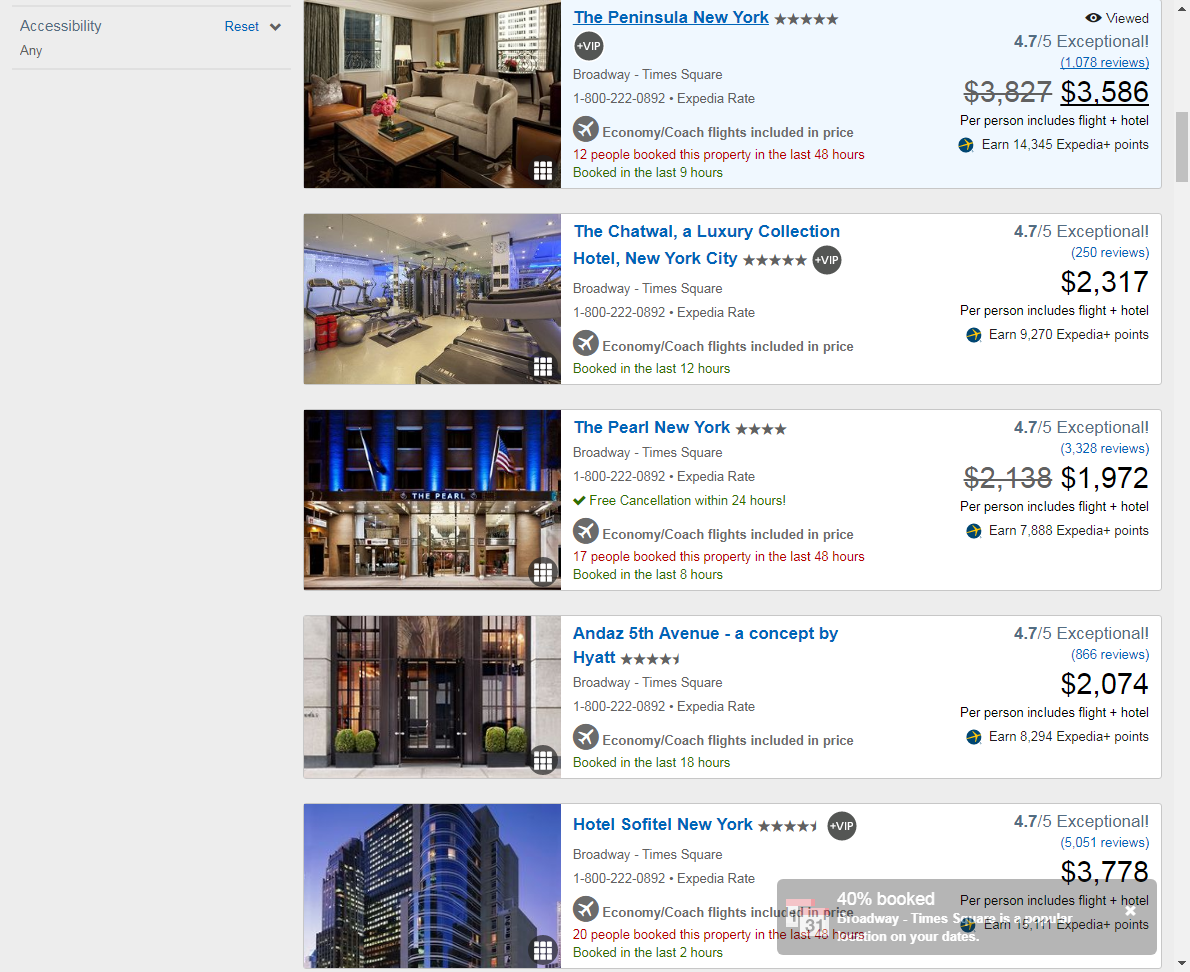 Accessibility
Reset
Any
The Peninsula New York
Viewed
+VIP
4.7/5 Exceptional!
(1,078 reviews)
Broadway - Times Square
$3,827 $3,586
1-800-222-0892 • Expedia Rate
Per person includes flight + hotel
Economy/Coach flights included in price
Earn 14,345 Expedia+ points
12 people booked this property in the last 48 hours
Booked in the last 9 hours
The Chatwal, a Luxury Collection
Hotel, New York City
+VIP
4.7/5 Exceptional!
(250 reviews)
$2,317
Broadway - Times Square
1-800-222-0892 • Expedia Rate
Per person includes flight + hotel
Earn 9,270 Expedia+ points
Economy/Coach flights included in price
Booked in the last 12 hours
THE PEARL
The Pearl New York
4.7/5 Exceptional!
(3,328 reviews)
Broadway - Times Square
$2,138 $1,972
1-800-222-0892 • Expedia Rate
Free Cancellation within 24 hours!
Per person includes flight + hotel
Economy/Coach flights included in price
Earn 7,888 Expedia+ points
17 people booked this property in the last 48 hours
Booked in the last 8 hours
Andaz 5th Avenue - a concept by
Hyatt
4.7/5 Exceptional!
(866 reviews)
$2,074
Broadway - Times Square
1-800-222-0892 • Expedia Rate
Per person includes flight + hotel
Economy/Coach flights included in price
Earn 8,294 Expedia+ points
Booked in the last 18 hours
Hotel Sofitel New York
+VIP
4.7/5 Exceptional!
(5,051 reviews)
Broadway - Times Square
$3,778
1-800-222-0892 • Expedia Rate
Per person includes flight + hotel
Economy/Coach flights included in price
Earn 15,111 Expedia+ points
20 people booked this property in the last 48 hours
Booked in the last 2 hours
31
40% booked
Broadway - Times Square is a popular
location on your dates.